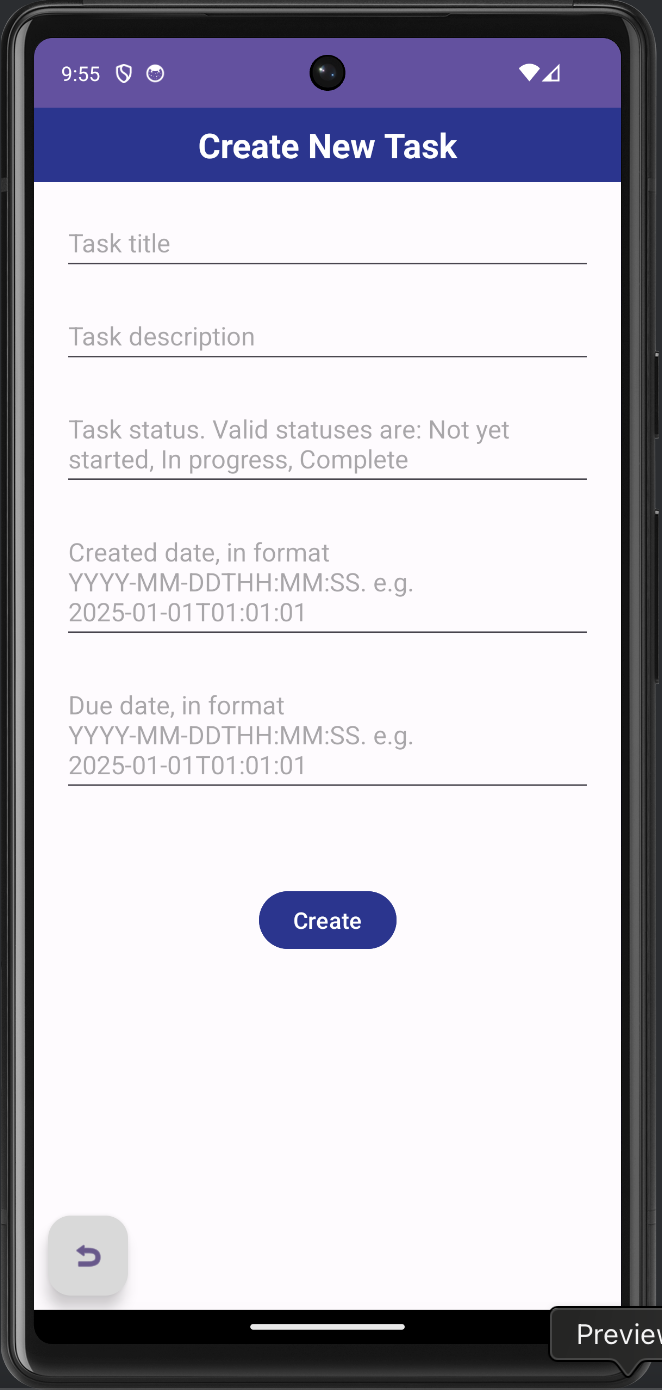 9:55
Create New Task
Task title
Task description
Task status. Valid statuses are: Not yet
started, In progress, Complete
Created date, in format
YYYY-MM-DDTHH:MM:SS. e.g.
2025-01-01T01:01:01
Due date, in format
YYYY-MM-DDTHH:MM:SS. e.g.
2025-01-01T01:01:01
Create